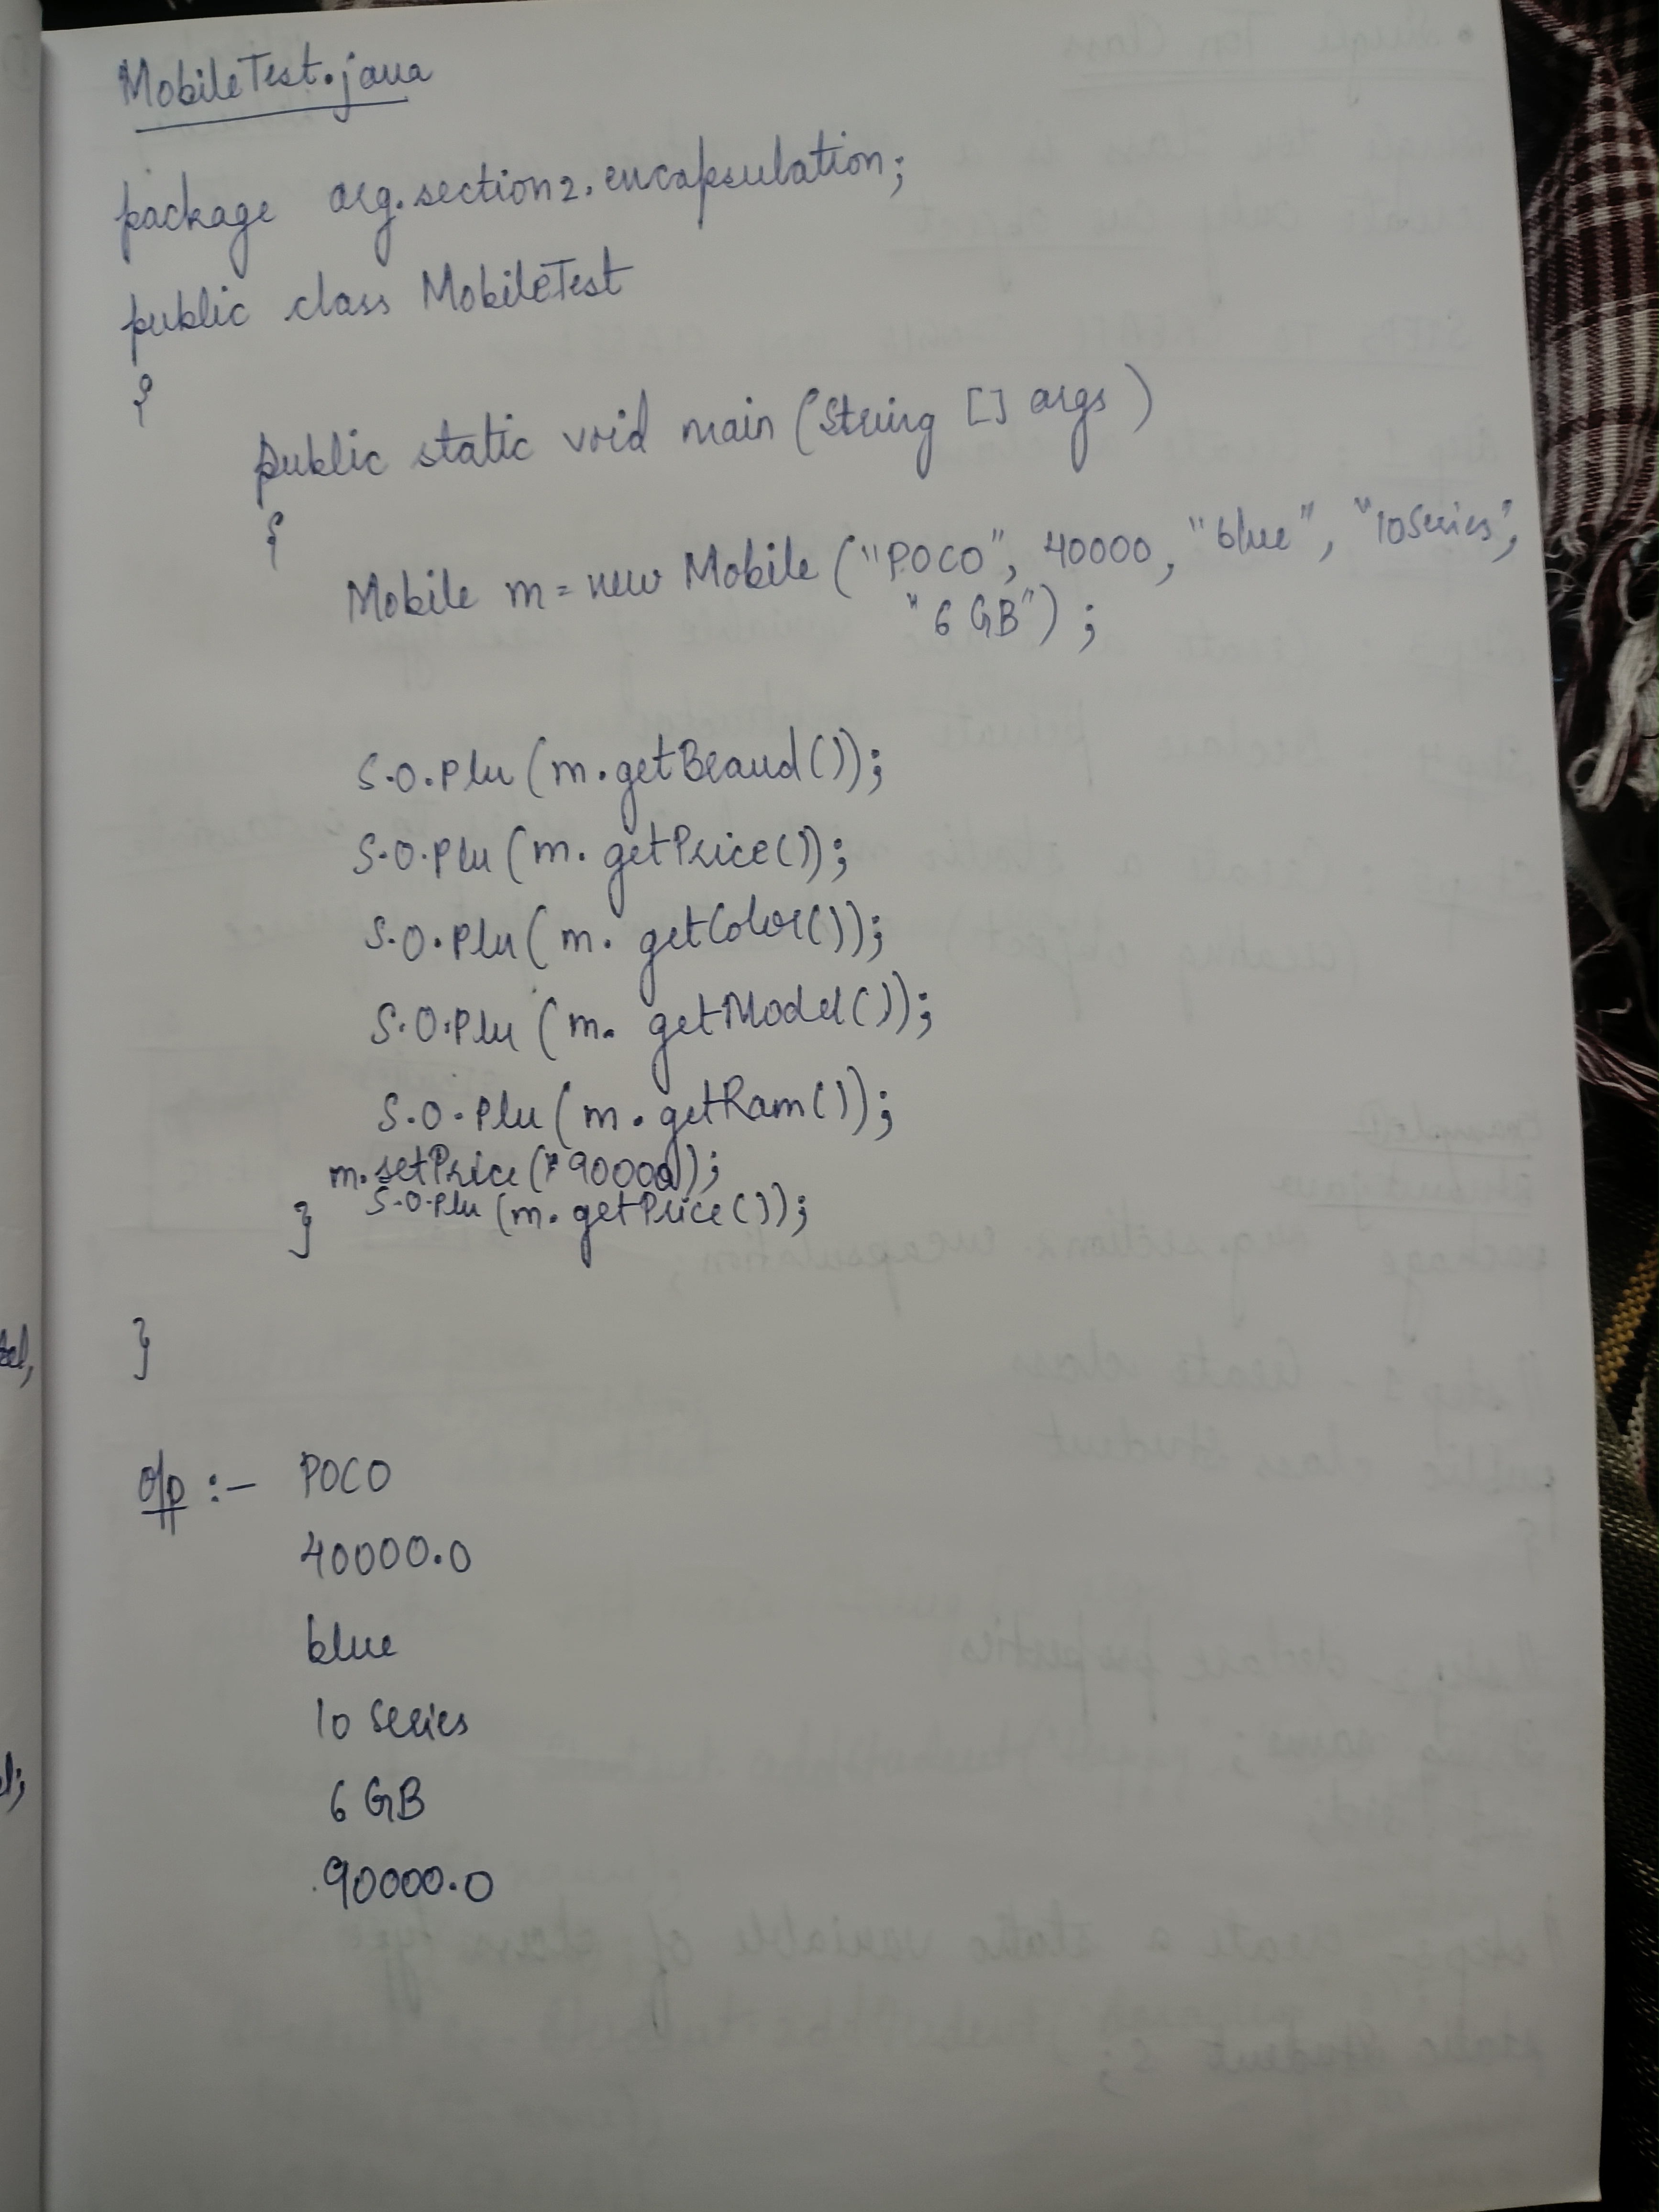 MobileTest.java
package org.section2.encapsulation;
public class MobileTest
{
public static void main (String [] args )
{
Mobile m = new Mobile ("POCO", 40000, "blue", "10Series",
"6 GB") ;
S.O.Pln (m.getBrand());
S.O.Pln (m. getPrice());
S.O.Pln (m. getColor());
S.O.Pln (m. getModel());
S.O.Pln (m. getRam());
m.setPrice (90000);
} S.O.Pln (m. getPrice());
}
o/p :- POCO
40000.0
blue
10 Series
6 GB
90000.0